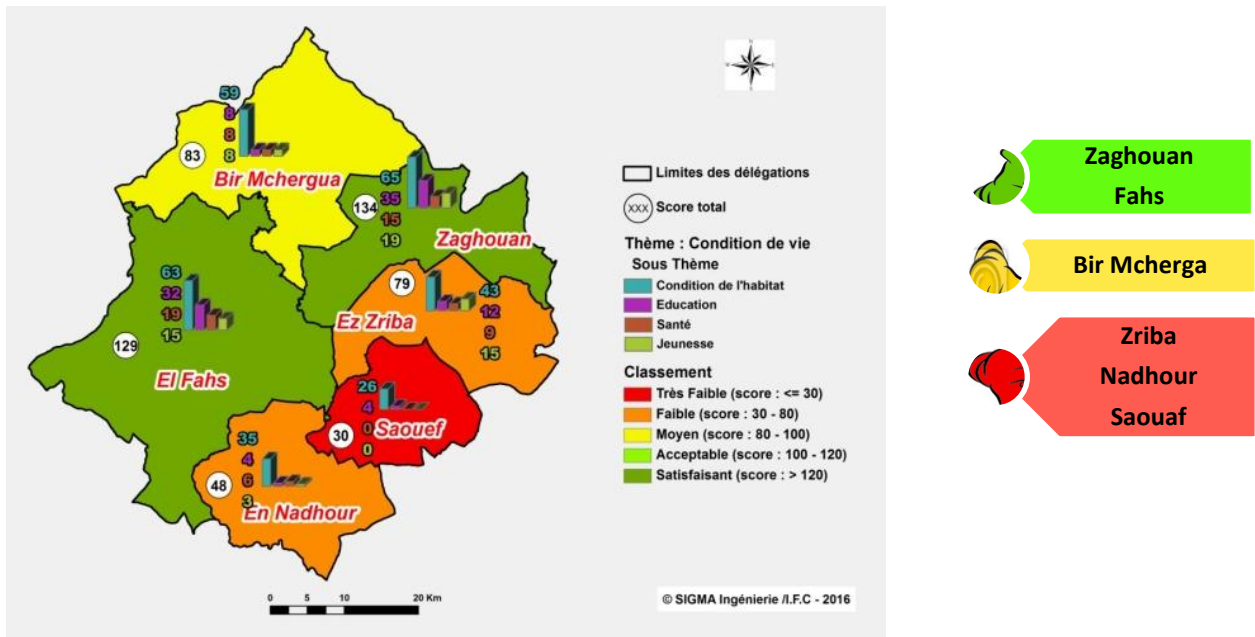 59
8
8
8
83
Bir Mchergua
65
35
15
19
134
Zaghouan
63
32
19
15
129
El Fahs
79
43
12
9
15
Ez Zriba
26
4
0
0
30
Saouef
35
4
6
3
48
En Nadhour
0 5 10 20 Km
N
Limites des délégations
XXX Score total
Thème : Condition de vie
Sous Thème
Condition de l'habitat
Education
Santé
Jeunesse
Classement
Très Faible (score : <= 30)
Faible (score : 30 - 80)
Moyen (score : 80 - 100)
Acceptable (score : 100 - 120)
Satisfaisant (score : > 120)
© SIGMA Ingénierie /I.F.C - 2016
Zaghouan
Fahs
Bir Mcherga
Zriba
Nadhour
Saouaf